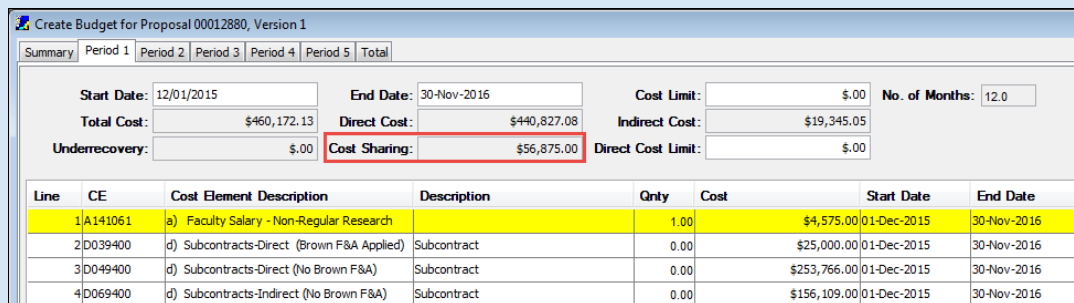 Create Budget for Proposal 00012880, Version 1
Summary Period 1 Period 2 Period 3 Period 4 Period 5 Total
Start Date: 12/01/2015 End Date: 30-Nov-2016 Cost Limit: $.00 No. of Months: 12.0
Total Cost: $460,172.13 Direct Cost: $440,827.08 Indirect Cost: $19,345.05
Underrecovery: $.00 Cost Sharing: $56,875.00 Direct Cost Limit: $.00
Line CE Cost Element Description Description Qnty Cost Start Date End Date
1 A141061 a) Faculty Salary - Non-Regular Research 1.00 $4,575.00 01-Dec-2015 30-Nov-2016
2 D039400 d) Subcontracts-Direct (Brown F&A Applied) Subcontract 0.00 $25,000.00 01-Dec-2015 30-Nov-2016
3 D049400 d) Subcontracts-Direct (No Brown F&A) Subcontract 0.00 $253,766.00 01-Dec-2015 30-Nov-2016
4 D069400 d) Subcontracts-Indirect (No Brown F&A) Subcontract 0.00 $156,109.00 01-Dec-2015 30-Nov-2016